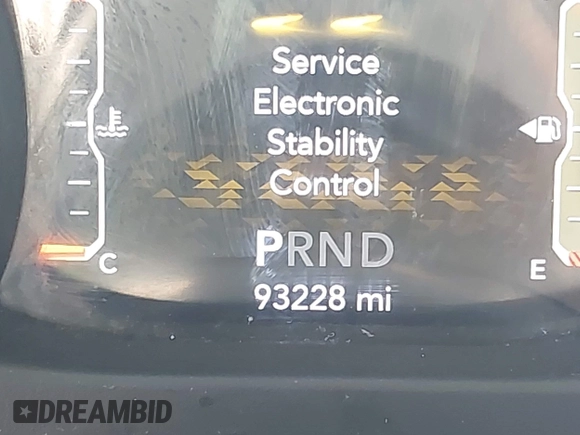 Service
Electronic
Stability
Control
PRND
93228 mi
C
E
DREAMBID